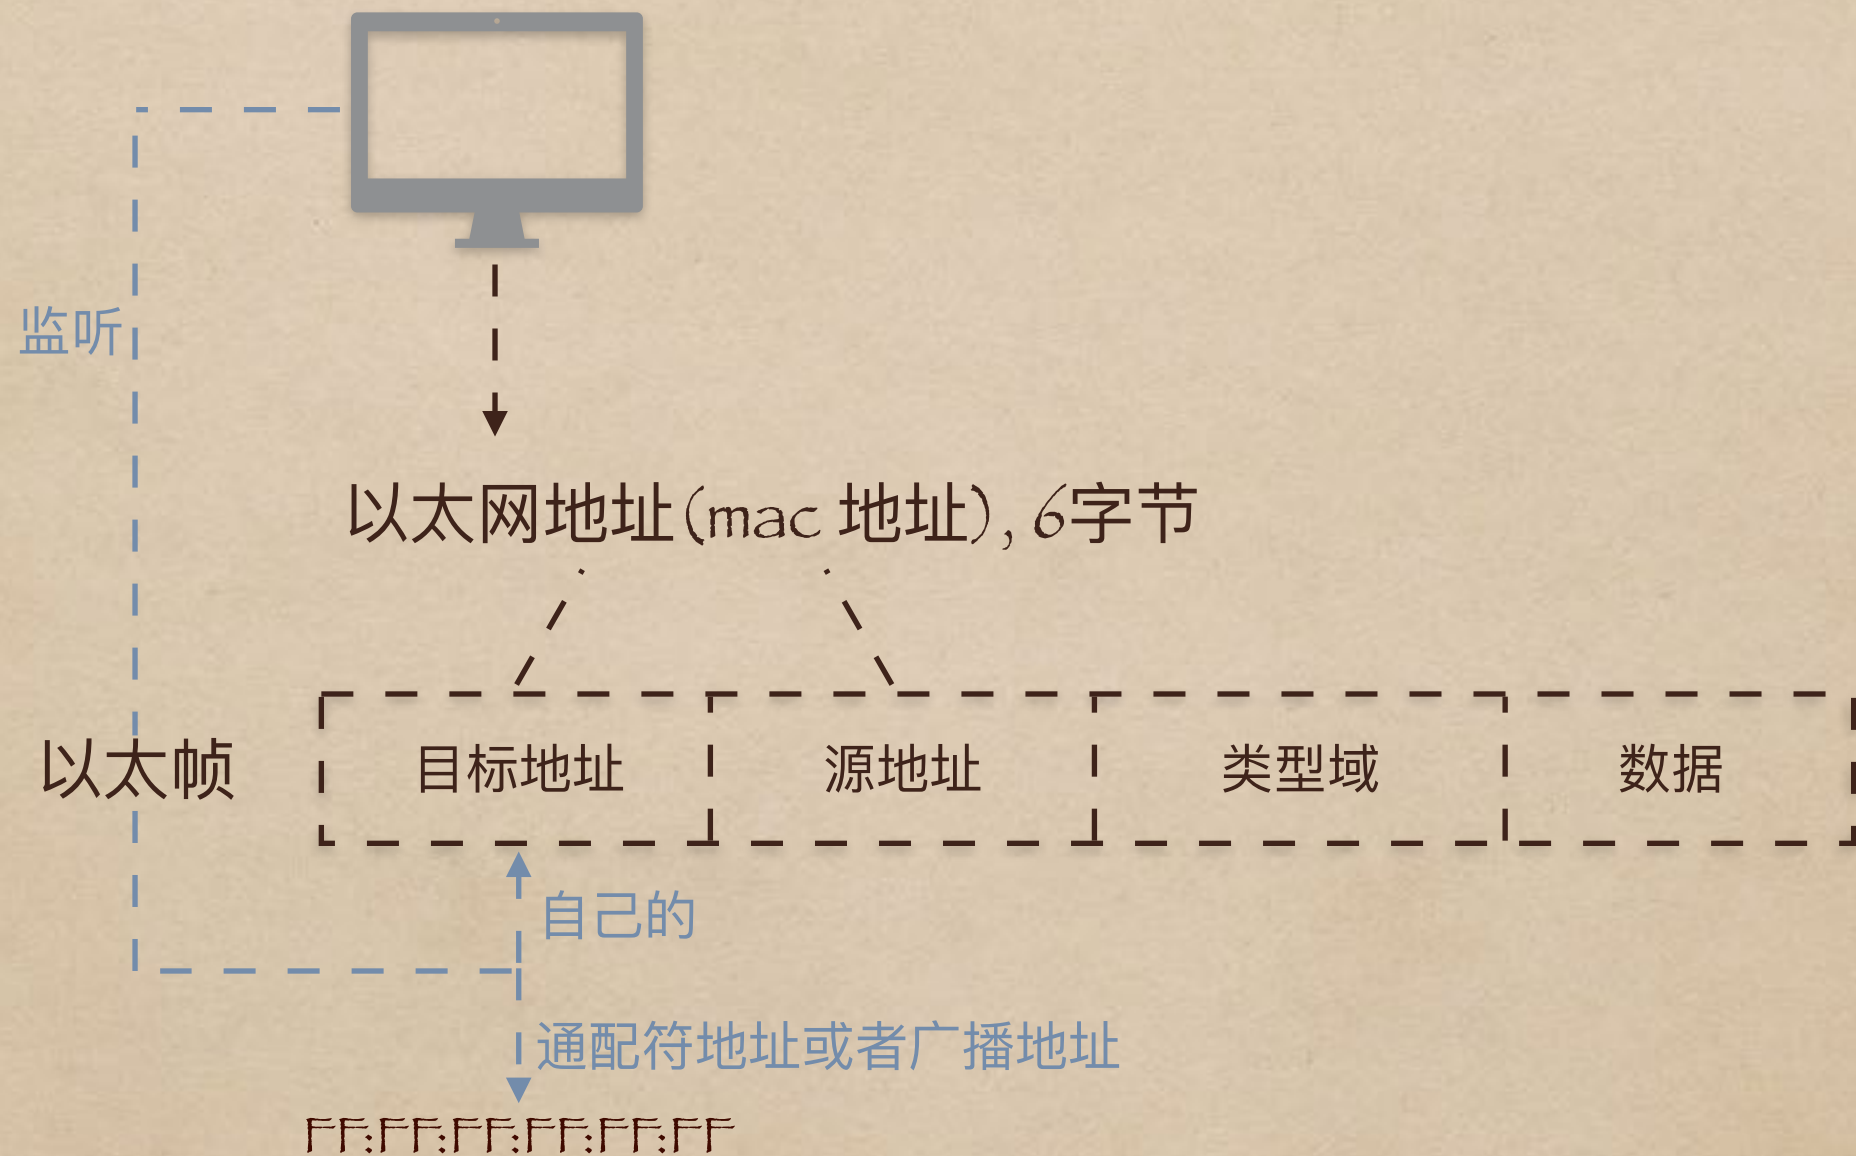 监听
以太网地址(mac 地址), 6字节
以太帧
目标地址
源地址
类型域
数据
自己的
通配符地址或者广播地址
FF:FF:FF:FF:FF:FF